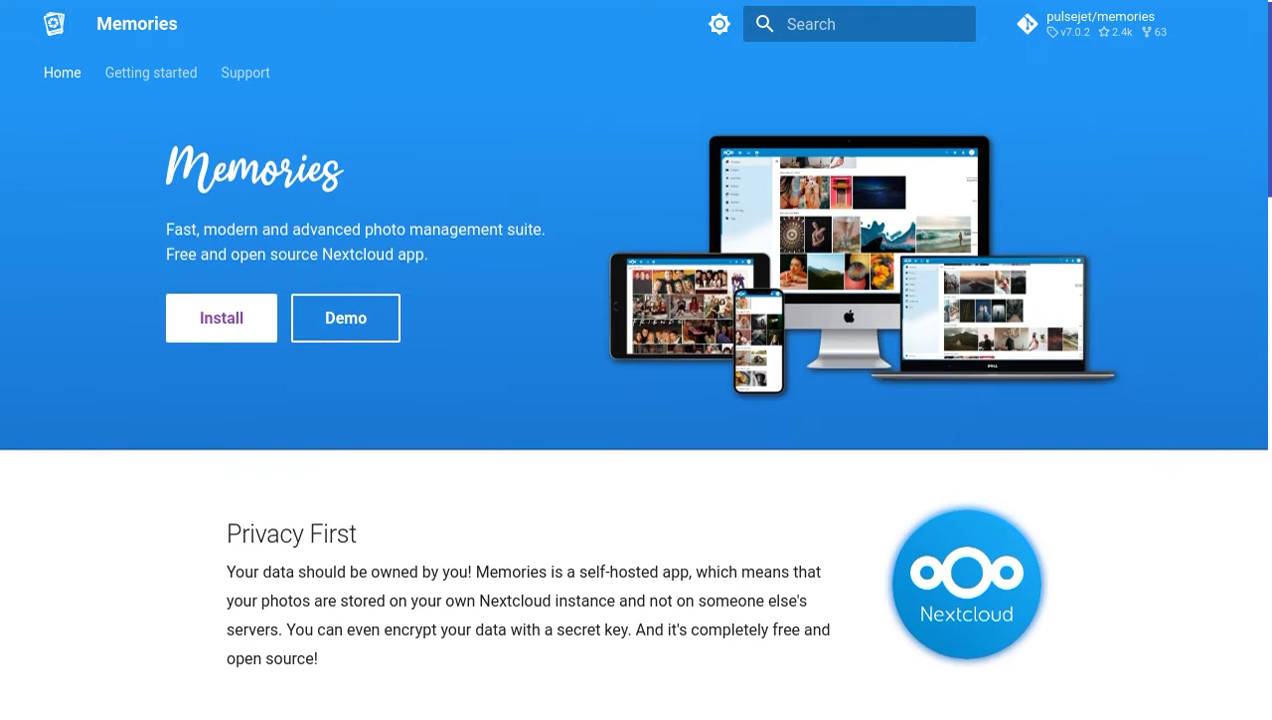 Memories
Search
pulsejet/memories
v7.0.2 2.4k 63
Home Getting started Support
Memories
Fast, modern and advanced photo management suite.
Free and open source Nextcloud app.
Install Demo
FRIENDS
DELL
Privacy First
Your data should be owned by you! Memories is a self-hosted app, which means that
your photos are stored on your own Nextcloud instance and not on someone else's
servers. You can even encrypt your data with a secret key. And it's completely free and
open source!
Nextcloud